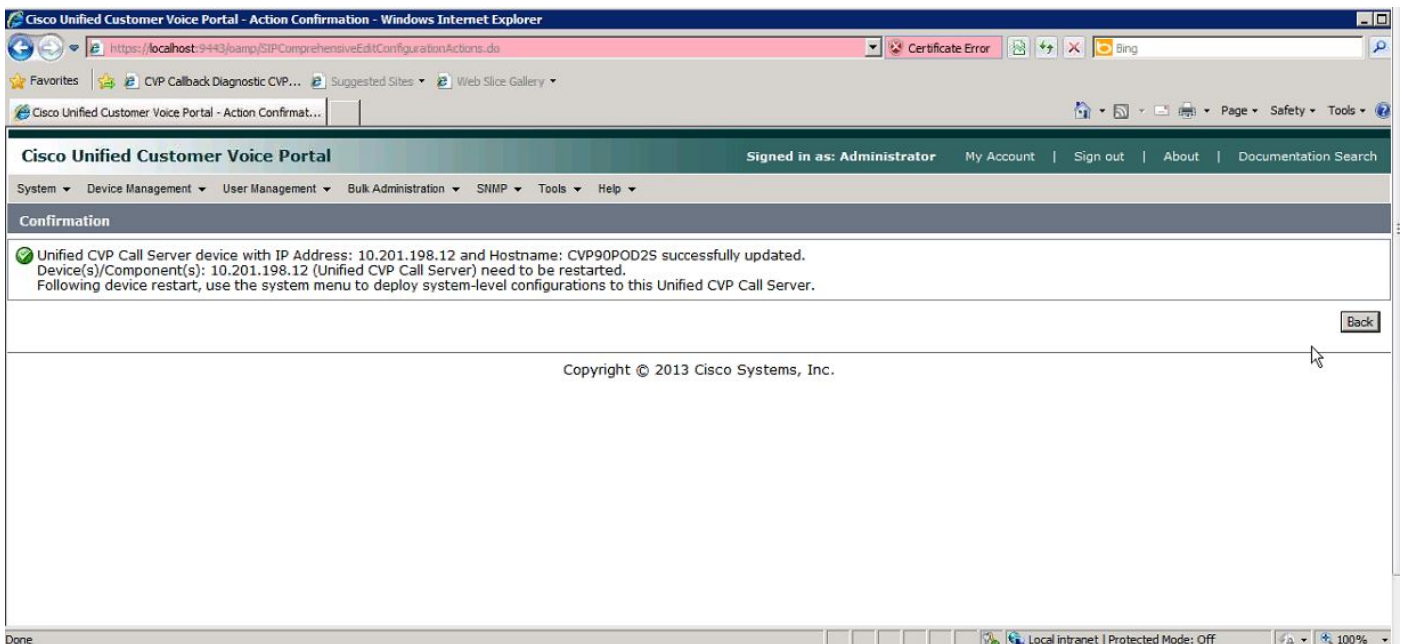 Cisco Unified Customer Voice Portal - Action Confirmation - Windows Internet Explorer
https://localhost:9443/oamp/SIPComprehensiveEditConfigurationActions.do Certificate Error Bing
Favorites CVP Callback Diagnostic CVP... Suggested Sites Web Slice Gallery
Cisco Unified Customer Voice Portal - Action Confirmat... Page Safety Tools
Cisco Unified Customer Voice Portal Signed in as: Administrator My Account | Sign out | About | Documentation Search
System Device Management User Management Bulk Administration SNMP Tools Help
Confirmation
Unified CVP Call Server device with IP Address: 10.201.198.12 and Hostname: CVP90POD2S successfully updated.
Device(s)/Component(s): 10.201.198.12 (Unified CVP Call Server) need to be restarted.
Following device restart, use the system menu to deploy system-level configurations to this Unified CVP Call Server.
Back
Copyright © 2013 Cisco Systems, Inc.
Done Local intranet | Protected Mode: Off 100%